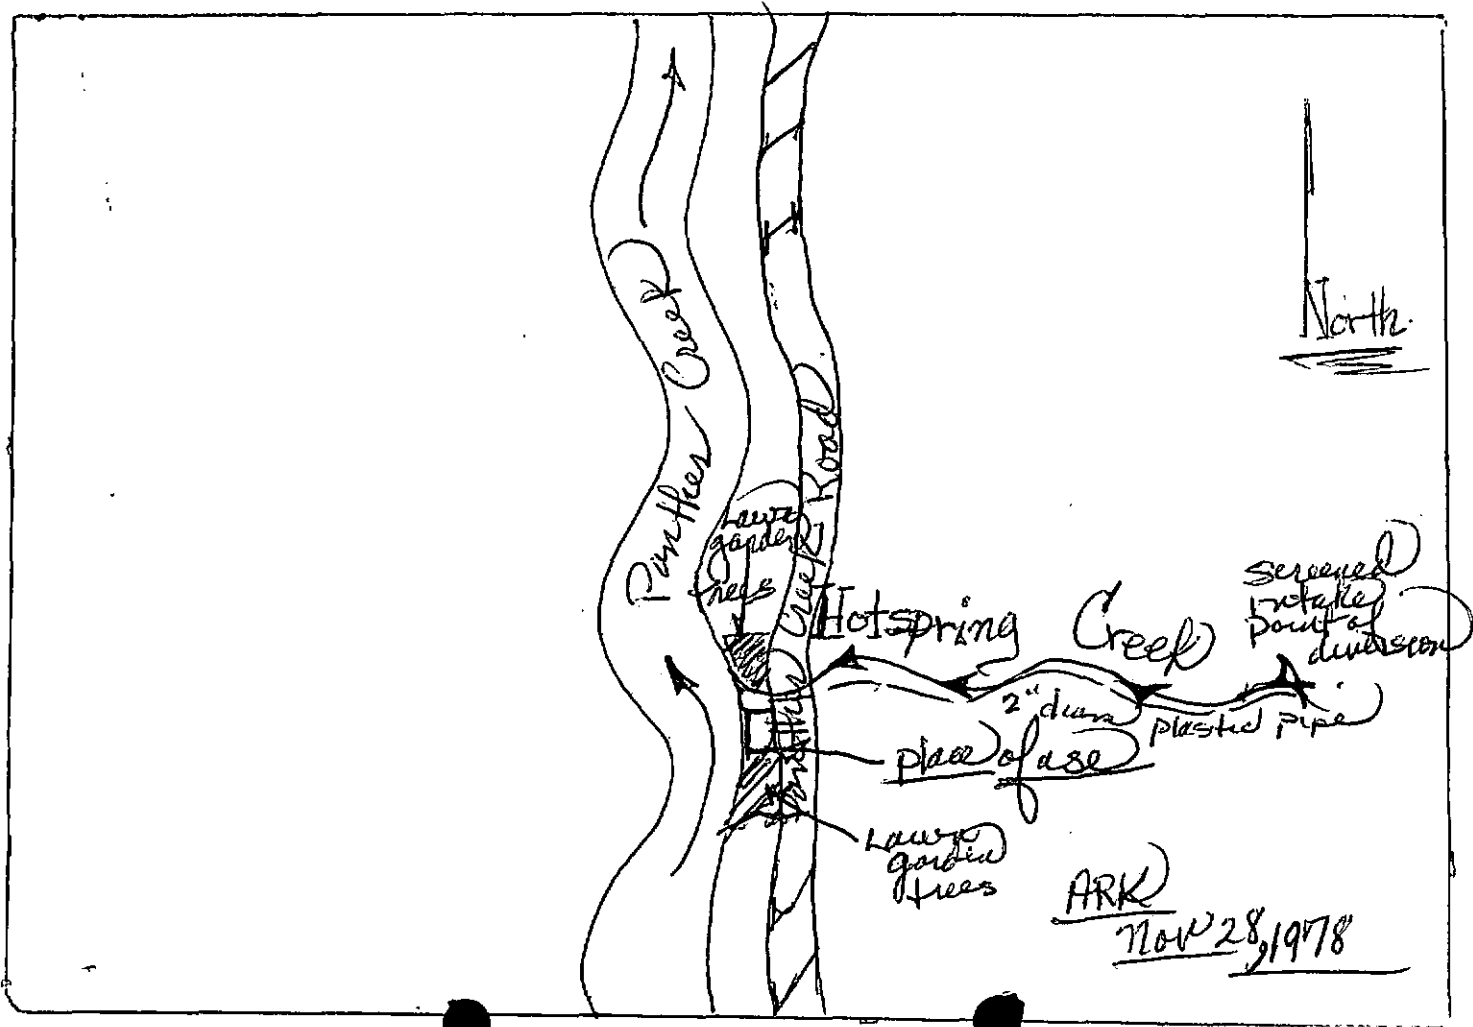 Panther Creek
North
Panther Creek Road
Lawn
garden
trees
Hotspring Creek
screened
intake
point of
diversion
2" diam plastic pipe
place of use
Lawn
garden
trees
ARK
Nov 28, 1978